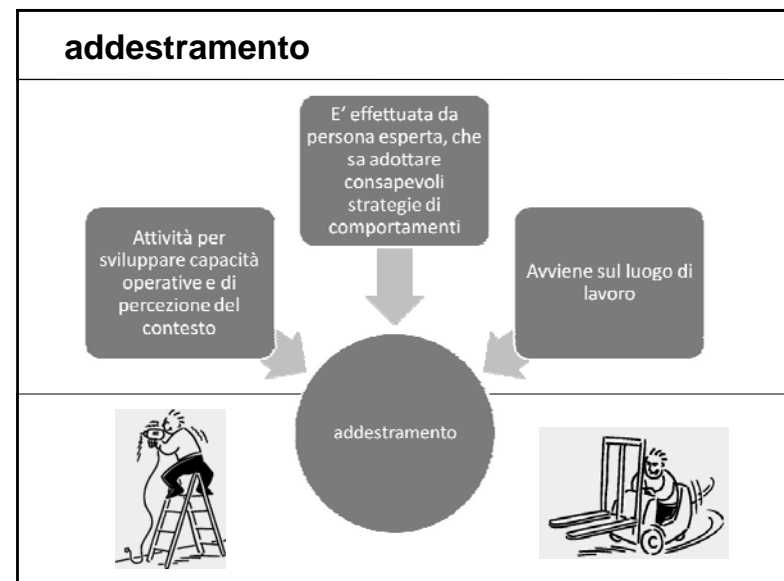 addestramento
E' effettuata da
persona esperta, che
sa adottare
consapevoli
strategie di
comportamenti
Attività per
sviluppare capacità
operative e di
percezione del
contesto
Avviene sul luogo di
lavoro
addestramento